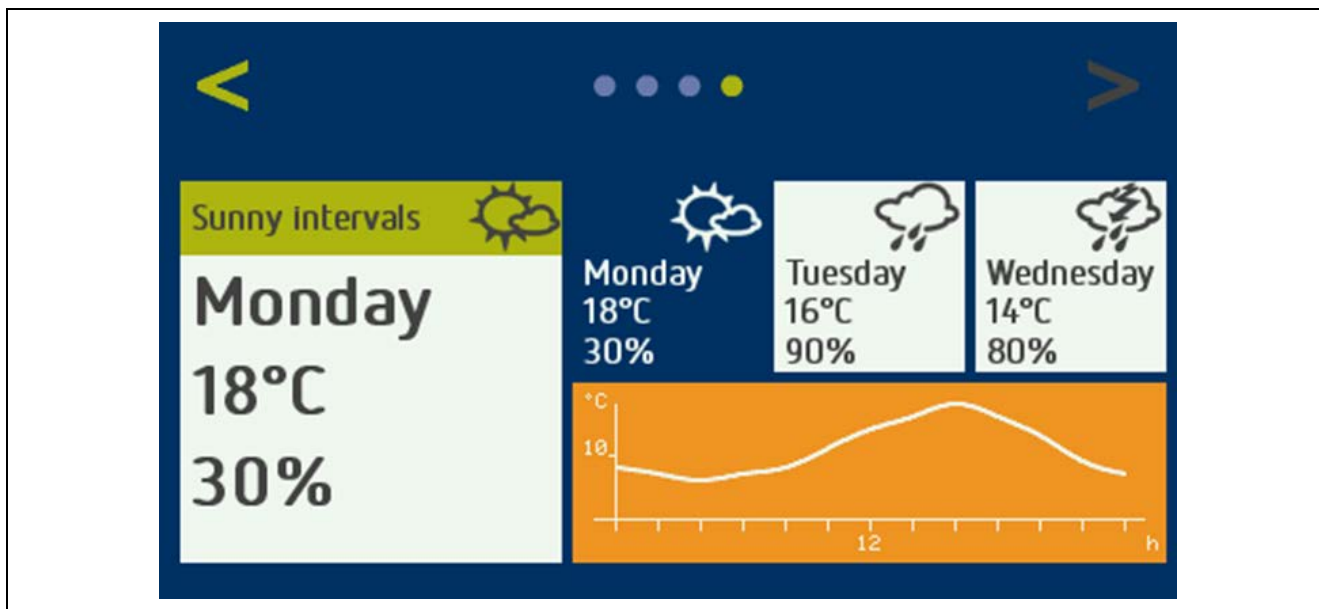 <
>
Sunny intervals
Monday
18°C
30%
Monday
18°C
30%
Tuesday
16°C
90%
Wednesday
14°C
80%
°C
10
12
h